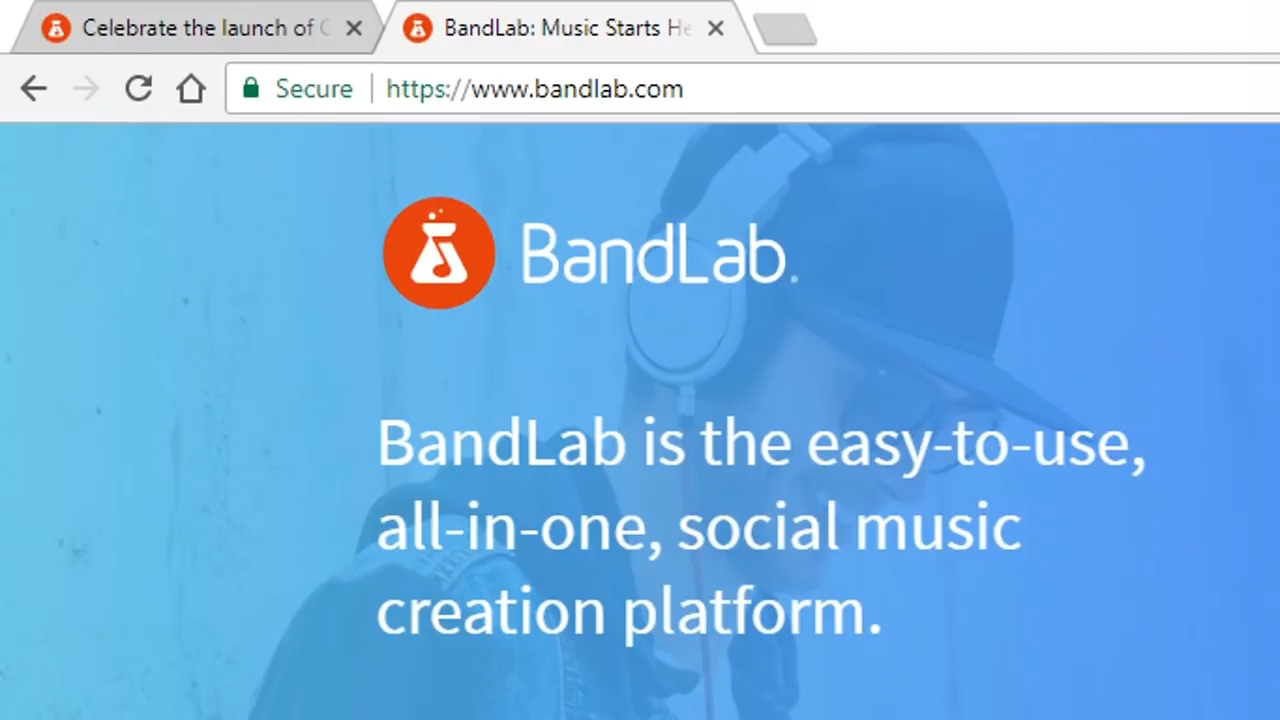 Celebrate the launch of C
BandLab: Music Starts He
Secure
https://www.bandlab.com
BandLab.
BandLab is the easy-to-use,
all-in-one, social music
creation platform.